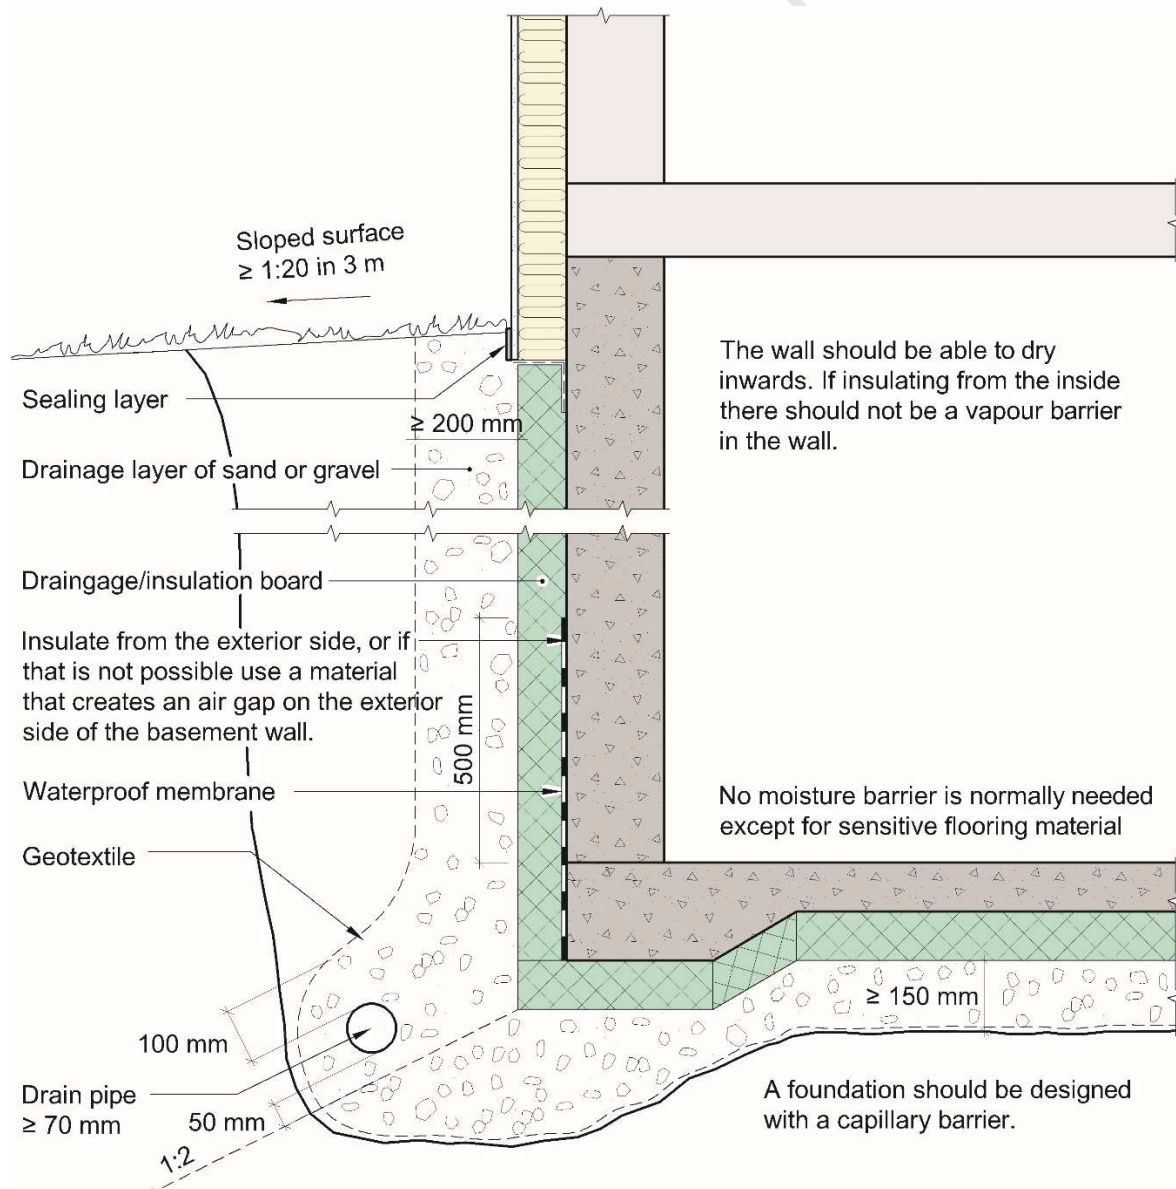 Sloped surface
≥ 1:20 in 3 m
Sealing layer
≥ 200 mm
Drainage layer of sand or gravel
The wall should be able to dry
inwards. If insulating from the inside
there should not be a vapour barrier
in the wall.
Draingage/insulation board
Insulate from the exterior side, or if
that is not possible use a material
that creates an air gap on the exterior
side of the basement wall.
500 mm
Waterproof membrane
No moisture barrier is normally needed
except for sensitive flooring material
Geotextile
≥ 150 mm
100 mm
Drain pipe
≥ 70 mm
50 mm
1:2
A foundation should be designed
with a capillary barrier.